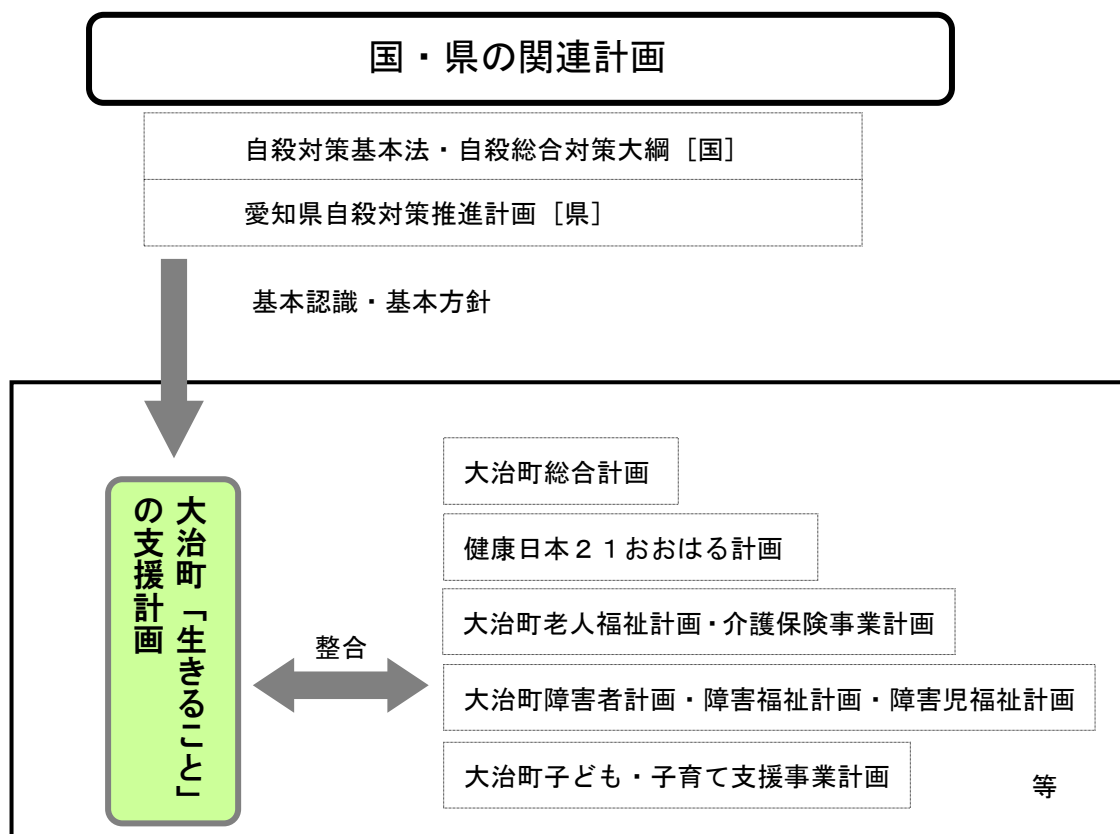 国・県の関連計画
自殺対策基本法・自殺総合対策大綱［国］
愛知県自殺対策推進計画［県］
基本認識・基本方針
大治町「生きること」
の支援計画
整合
大治町総合計画
健康日本２１おおはる計画
大治町老人福祉計画・介護保険事業計画
大治町障害者計画・障害福祉計画・障害児福祉計画
大治町子ども・子育て支援事業計画
等